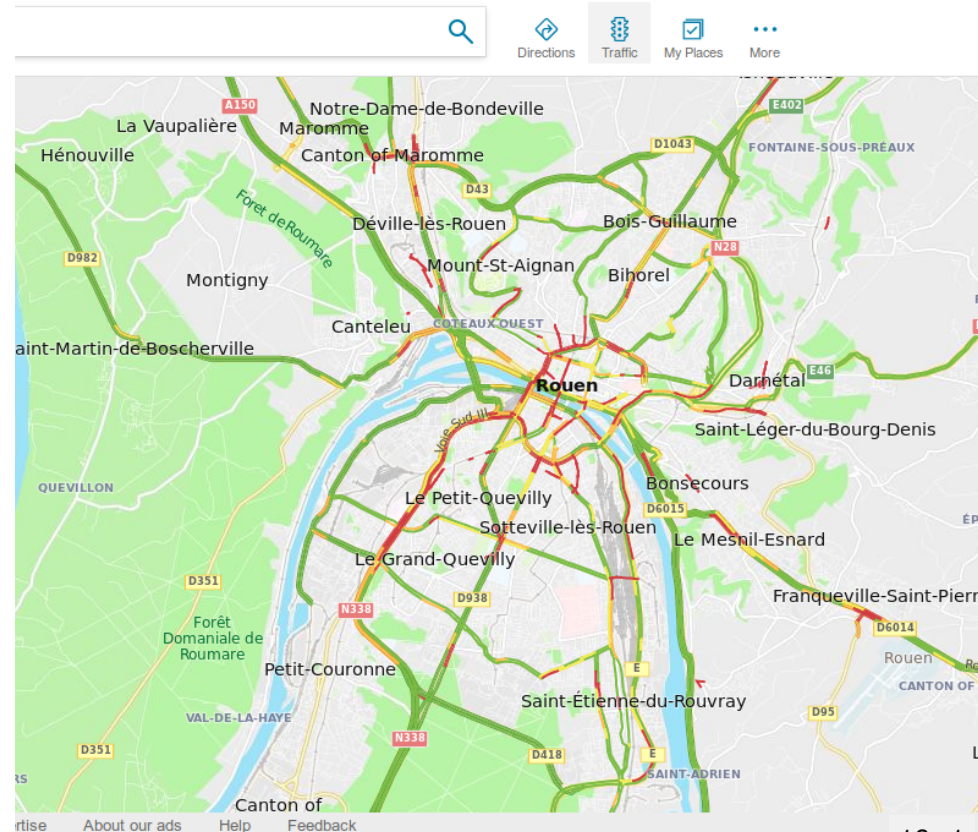 Directions
Traffic
My Places
More
A150
Notre-Dame-de-Bondeville
E402
La Vaupalière
Maromme
Hénouville
Canton of Maromme
D1043
FONTAINE-SOUS-PRÉAUX
D43
Foret de Roumare
Déville-lès-Rouen
Bois-Guillaume
N28
D982
Mount-St-Aignan
Bihorel
Montigny
Canteleu
COTEAUX OUEST
aint-Martin-de-Boscherville
Rouen
Darnétal
E46
Voie Sud III
Saint-Léger-du-Bourg-Denis
QUEVILLON
Bonsecours
Le Petit-Quevilly
D6015
Sotteville-lès-Rouen
Le Mesnil-Esnard
Le Grand-Quevilly
D351
D938
Franqueville-Saint-Pierr
N338
D6014
Forêt
Domaniale de
Roumare
Rouen
Petit-Couronne
E
CANTON OF
Saint-Étienne-du-Rouvray
VAL-DE-LA-HAYE
D95
N338
D351
D418
E
SAINT-ADRIEN
Canton of
rtise
About our ads
Help
Feedback